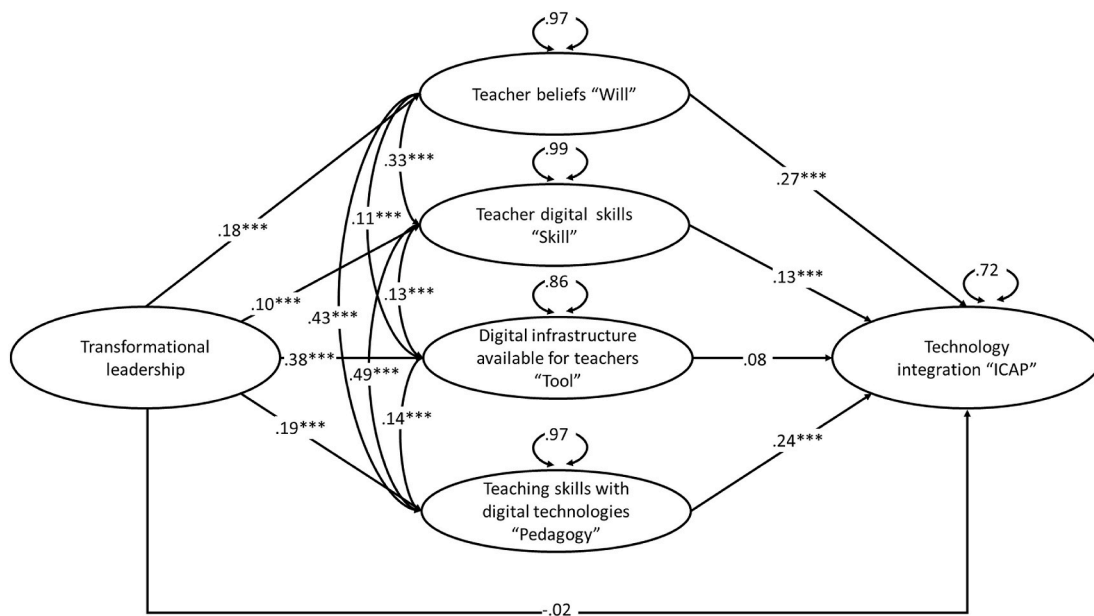 .97
Teacher beliefs “Will”
.33***
.99
.27***
.11***
Teacher digital skills
“Skill”
.18***
.13***
.72
.10***
.13***
.86
.43***
Transformational
leadership
.38***
Digital infrastructure
available for teachers
“Tool”
.08
Technology
integration “ICAP”
.49***
.19***
.14***
.97
.24***
Teaching skills with
digital technologies
“Pedagogy”
-.02